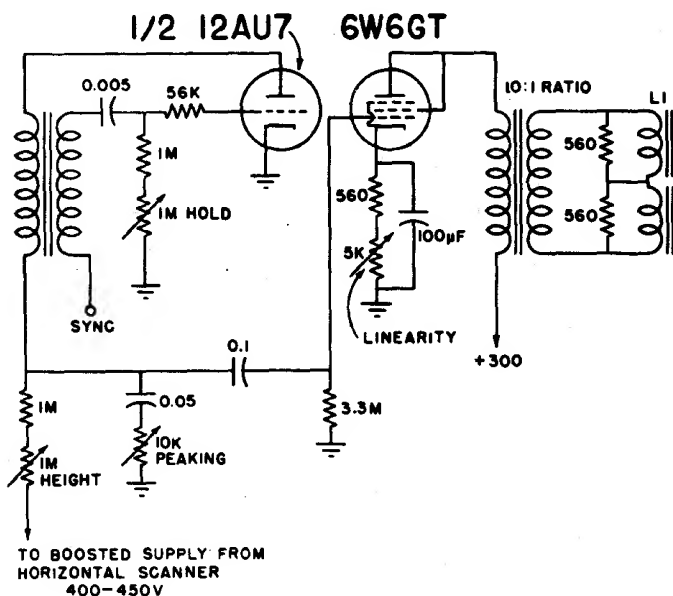 1/2 12AU7
6W6GT
0.005
56K
10:1 RATIO
L1
560
1M
560
1M HOLD
560
5K
100μF
SYNC
LINEARITY
+300
0.1
1M
0.05
3.3M
10K
PEAKING
1M
HEIGHT
TO BOOSTED SUPPLY FROM
HORIZONTAL SCANNER
400-450V